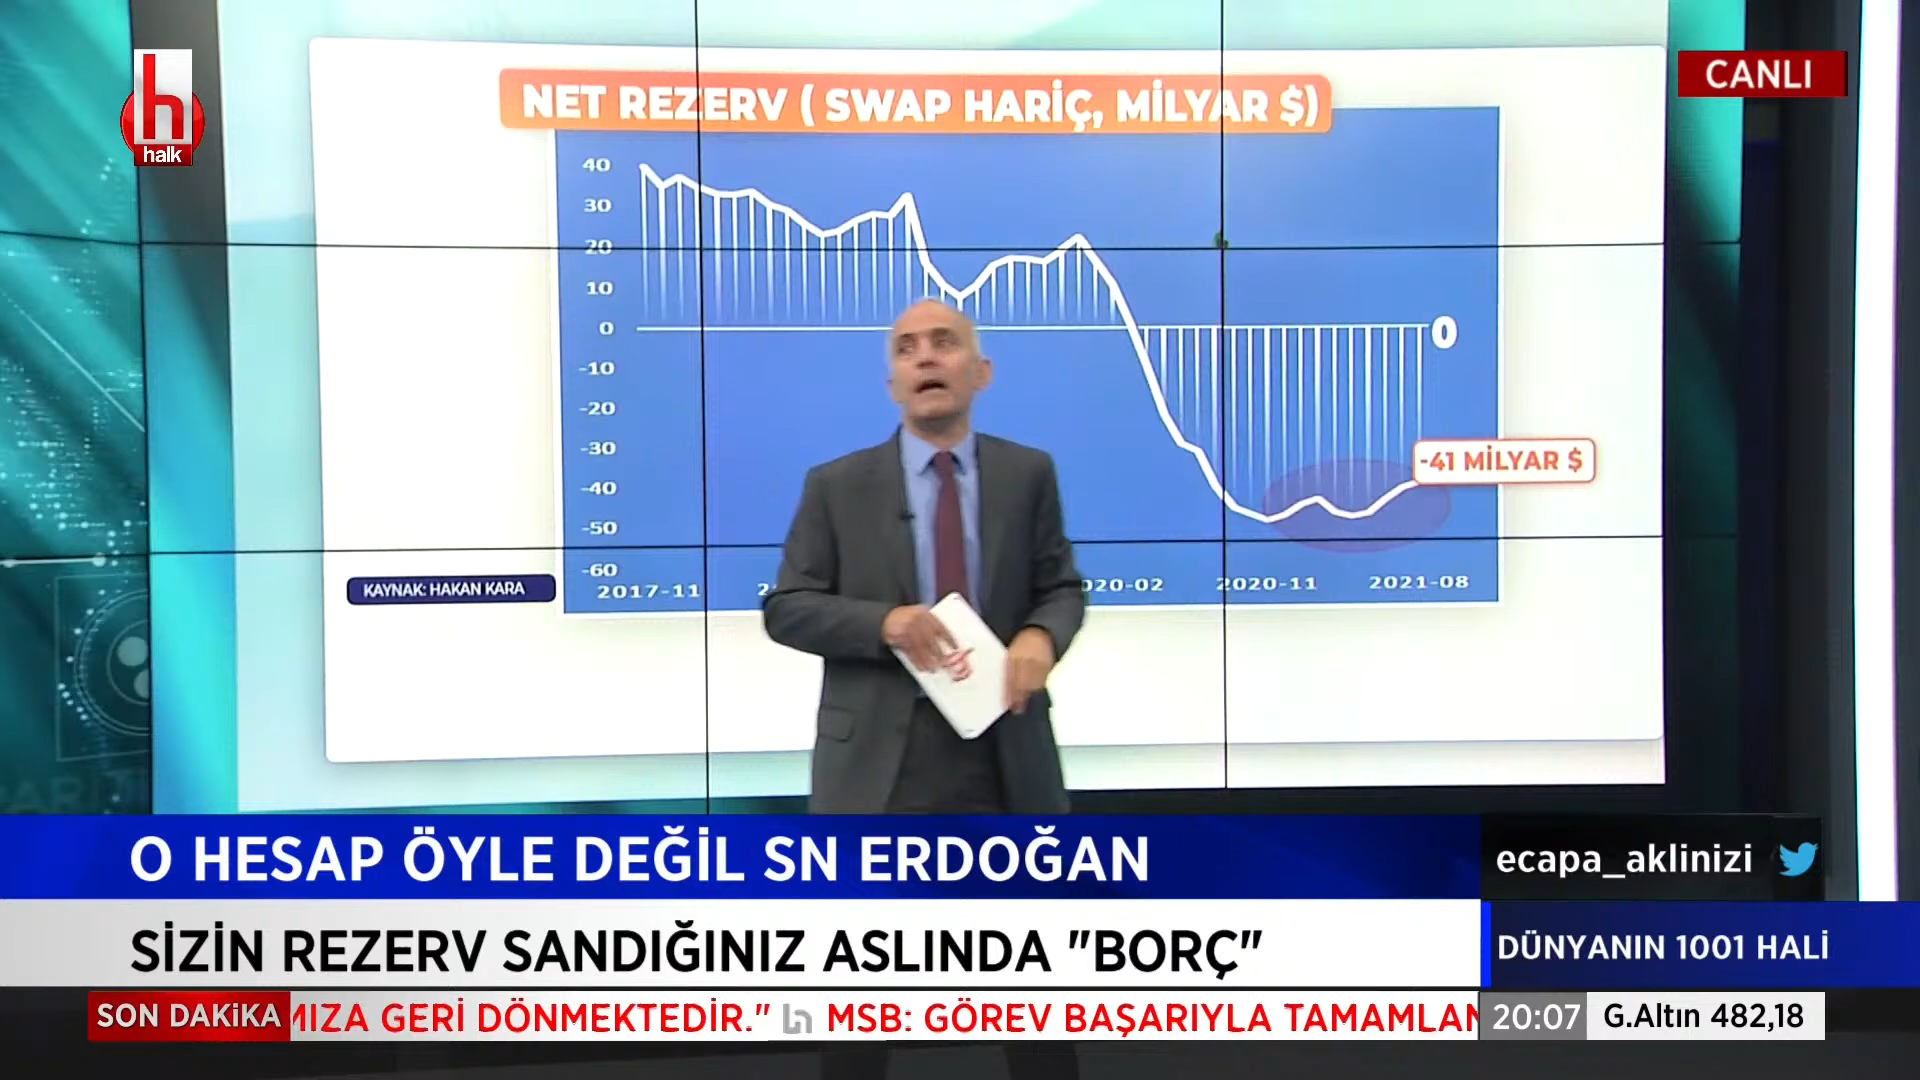 halk
CANLI
NET REZERV ( SWAP HARİÇ, MİLYAR $)
40
30
20
10
0
-10
-20
-30
-40
-50
-60
0
-41 MİLYAR $
KAYNAK: HAKAN KARA
2017-11
2020-11
2021-08
O HESAP ÖYLE DEĞİL SN ERDOĞAN
ecapa_aklinizi
SİZİN REZERV SANDIĞINIZ ASLINDA "BORÇ"
DÜNYANIN 1001 HALİ
SON DAKİKA
GERİ DÖNMEKTEDİR." MSB: GÖREV BAŞARIYLA
20:07
G.Altın 482,18